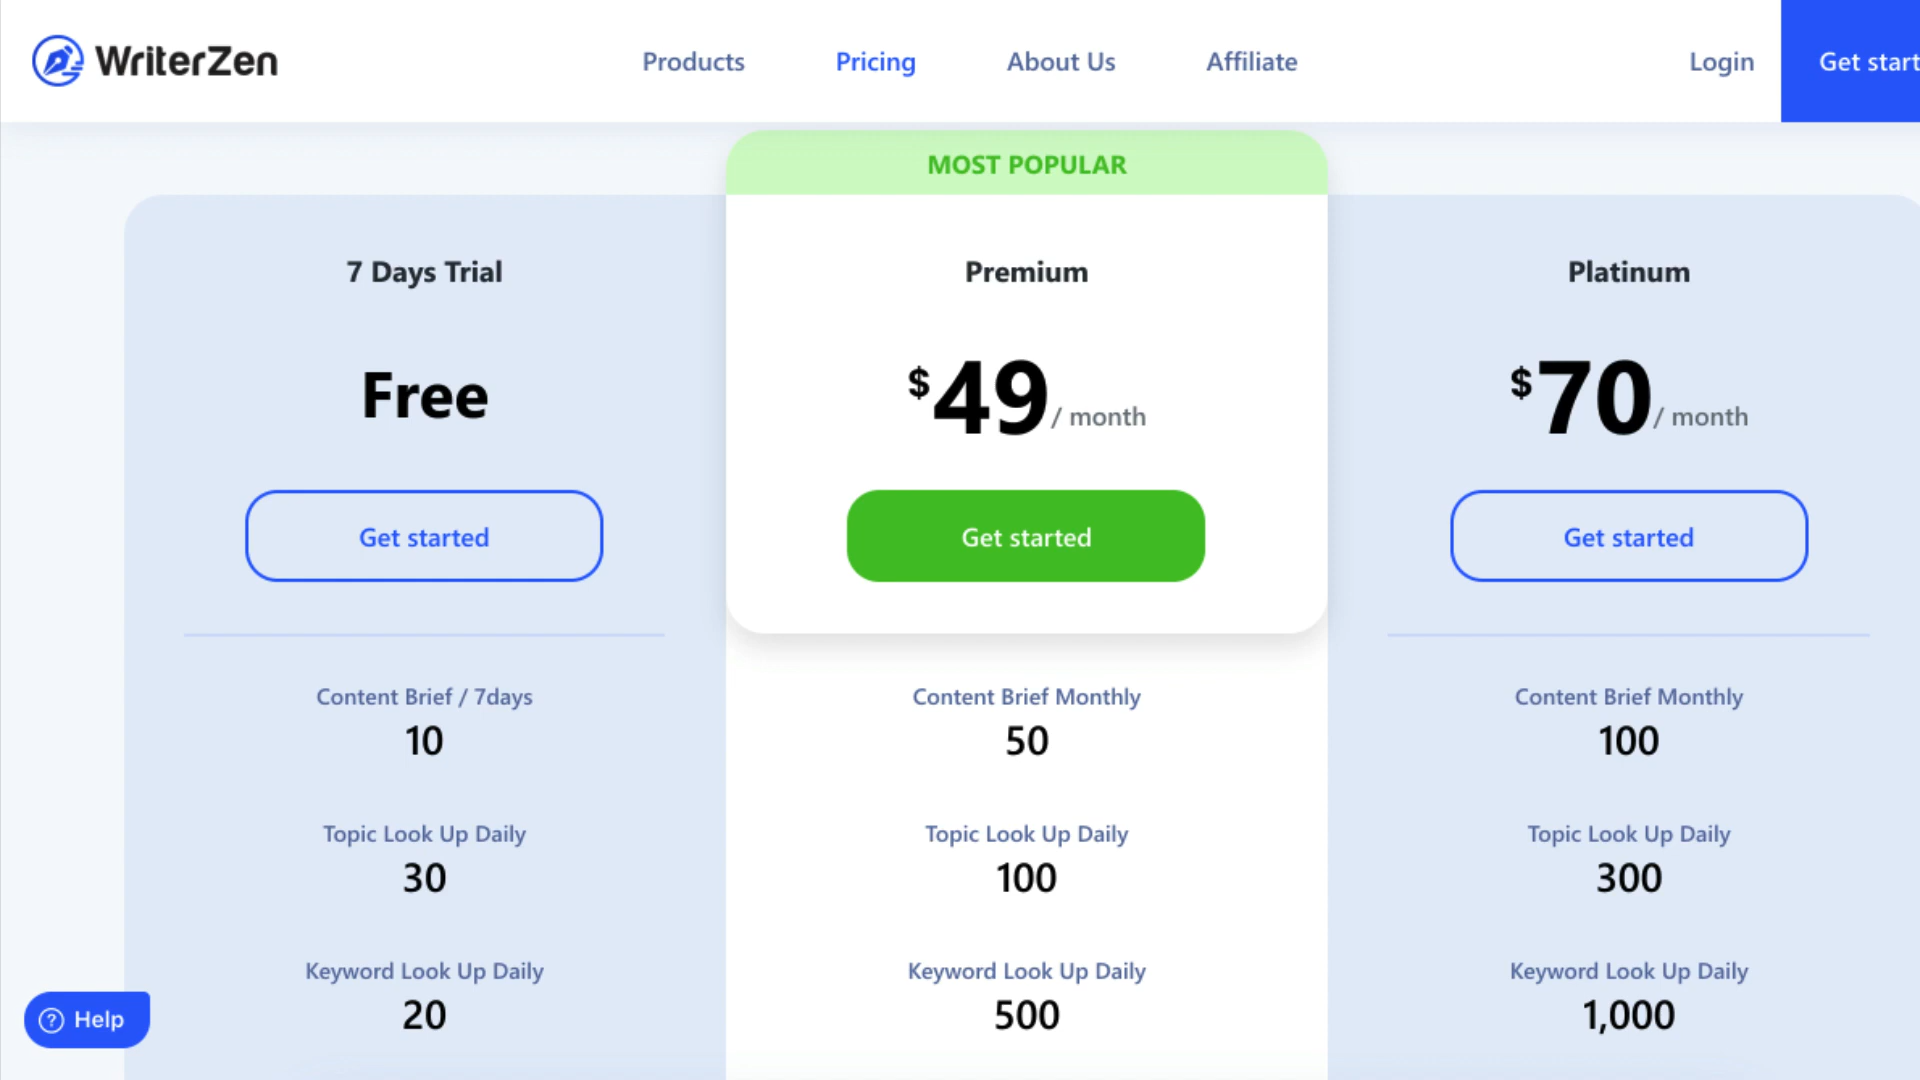 WriterZen
Products
Pricing
About Us
Affiliate
Login
Get start
MOST POPULAR
7 Days Trial
Free
Get started
Content Brief / 7days
10
Topic Look Up Daily
30
Keyword Look Up Daily
20
Premium
$49 / month
Get started
Content Brief Monthly
50
Topic Look Up Daily
100
Keyword Look Up Daily
500
Platinum
$70 / month
Get started
Content Brief Monthly
100
Topic Look Up Daily
300
Keyword Look Up Daily
1,000
? Help